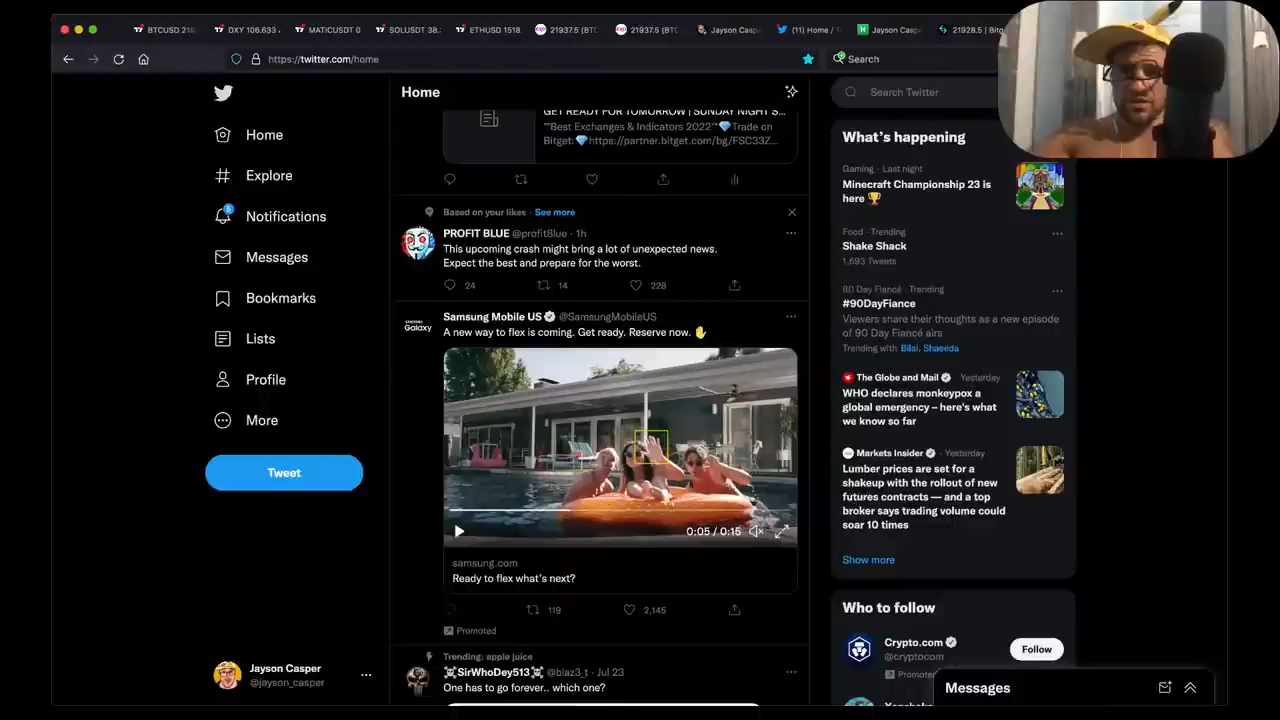 BTCUSD 216
DXY 106.633
MATICUSDT 0
SOLUSDT 38..
ETHUSD 1518
21937.5 (BTC
21937.5 (BTC
Jayson Casp
(11) Home / T
Jayson Casp
21928.5 | Bitg
https://twitter.com/home
Search
Home
Explore
5
Notifications
Messages
Bookmarks
Lists
Profile
More
Tweet
Jayson Casper
@jayson_casper
Home
GET READY FOR TOMORROW | SUNDAY NIGHT S...
"Best Exchanges & Indicators 2022" 💎Trade on
Bitget:💎https://partner.bitget.com/bg/FSC33Z...
Based on your likes · See more
PROFIT BLUE @profit8lue · 1h
This upcoming crash might bring a lot of unexpected news.
Expect the best and prepare for the worst.
24 14 228
SAMSUNG
Galaxy
Samsung Mobile US @SamsungMobileUS
A new way to flex is coming. Get ready. Reserve now. ✋
0:05 / 0:15
samsung.com
Ready to flex what's next?
119 2,145
Promoted
Trending: apple juice
☠️SirWhoDey513☠️ @blaz3_t · Jul 23
One has to go forever.. which one?
Search Twitter
What's happening
Gaming · Last night
Minecraft Championship 23 is
here 🏆
Food · Trending
Shake Shack
1,693 Tweets
90 Day Fiancé · Trending
#90DayFiance
Viewers share their thoughts as a new episode
of 90 Day Fiancé airs
Trending with Bilal, Shaeeda
The Globe and Mail · Yesterday
WHO declares monkeypox a
global emergency – here's what
we know so far
Markets Insider · Yesterday
Lumber prices are set for a
shakeup with the rollout of new
futures contracts — and a top
broker says trading volume could
soar 10 times
Show more
Who to follow
Crypto.com
@cryptocom
Follow
Promoted
Messages